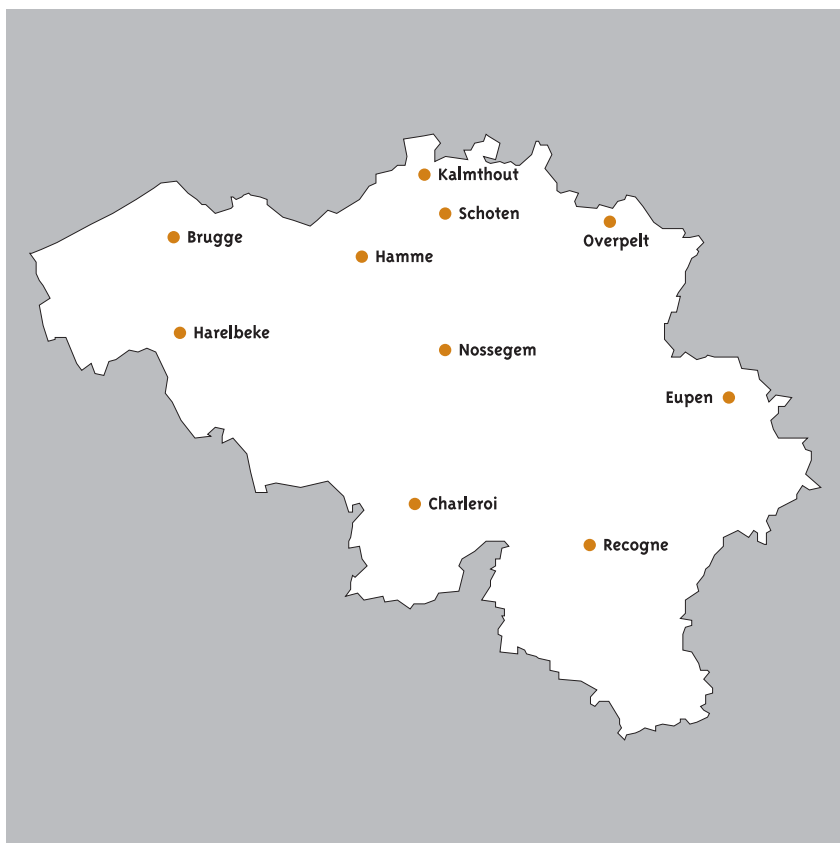 Kalmthout
Schoten
Brugge
Overpelt
Hamme
Harelbeke
Nossegem
Eupen
Charleroi
Recogne